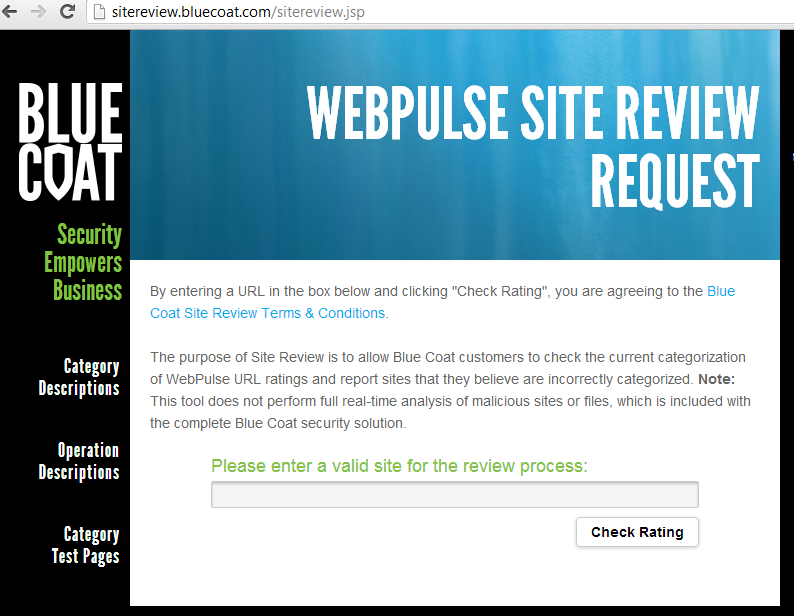 sitereview.bluecoat.com/sitereview.jsp
BLUE
COAT
Security
Empowers
Business
Category
Descriptions
Operation
Descriptions
Category
Test Pages
WEBPULSE SITE REVIEW
REQUEST
By entering a URL in the box below and clicking "Check Rating", you are agreeing to the Blue
Coat Site Review Terms & Conditions.
The purpose of Site Review is to allow Blue Coat customers to check the current categorization
of WebPulse URL ratings and report sites that they believe are incorrectly categorized. Note:
This tool does not perform full real-time analysis of malicious sites or files, which is included with
the complete Blue Coat security solution.
Please enter a valid site for the review process:
Check Rating